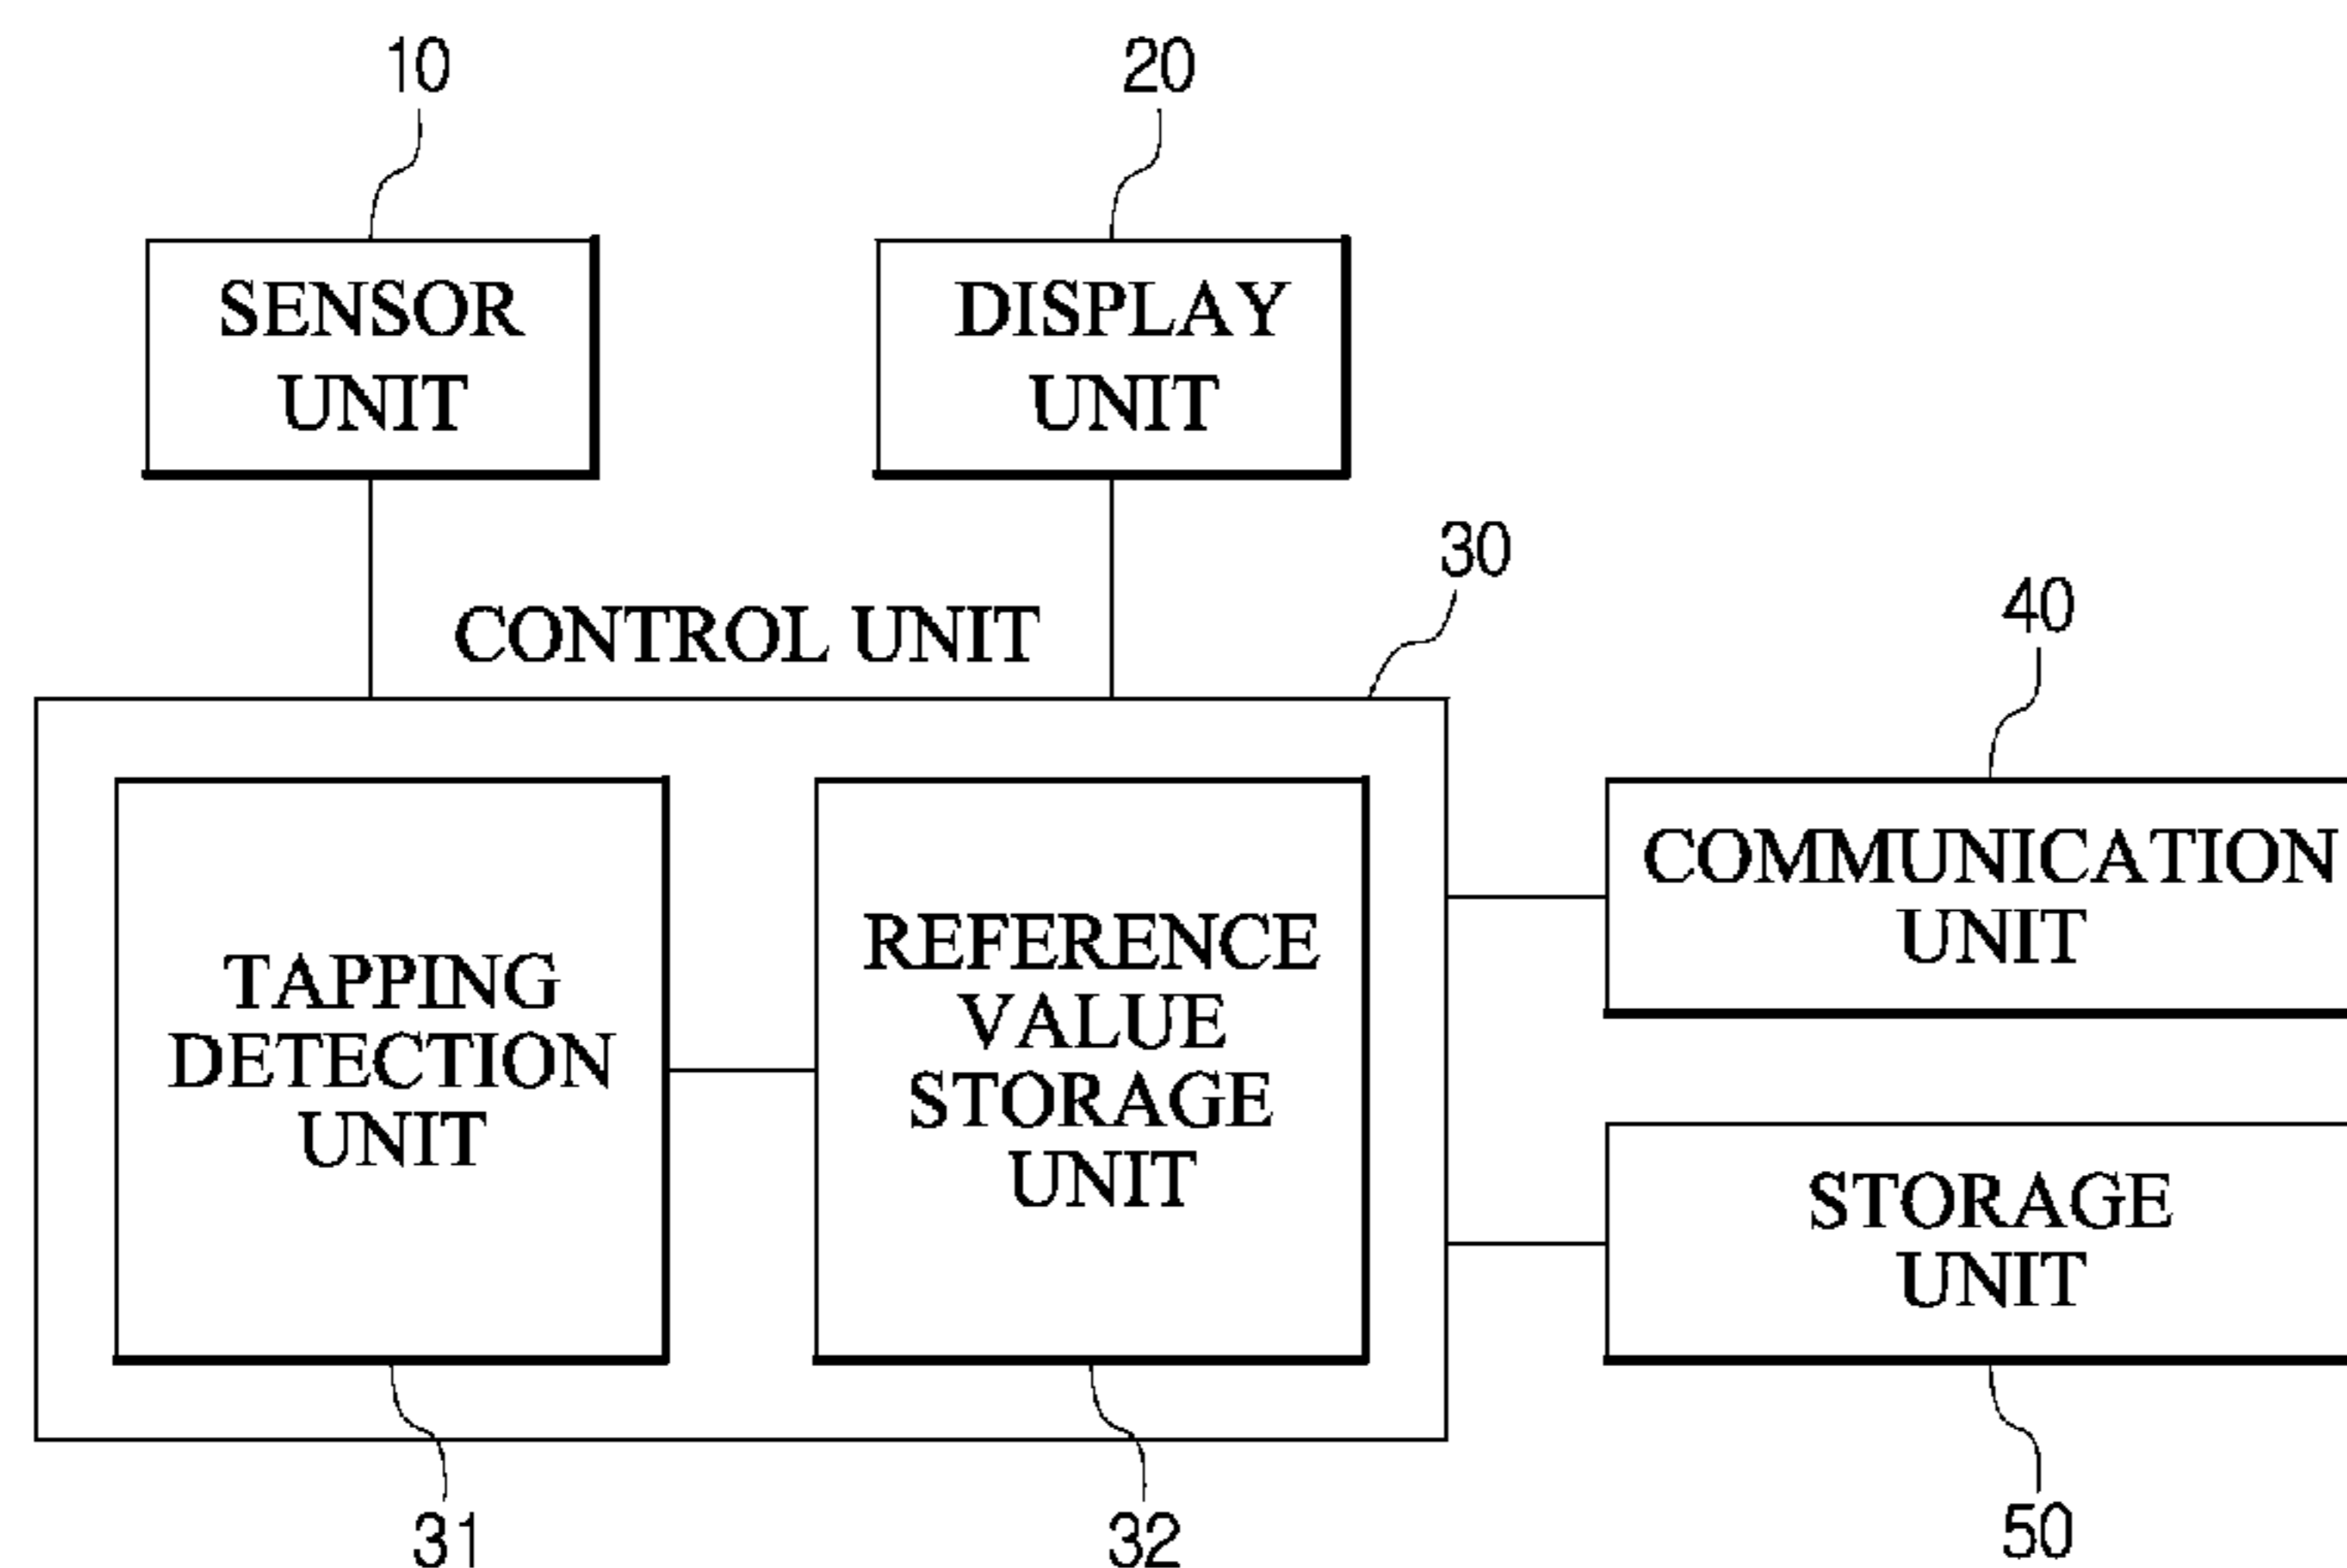 10
20
SENSOR
UNIT
DISPLAY
UNIT
30
CONTROL UNIT
40
TAPPING
DETECTION
UNIT
REFERENCE
VALUE
STORAGE
UNIT
COMMUNICATION
UNIT
STORAGE
UNIT
31
32
50